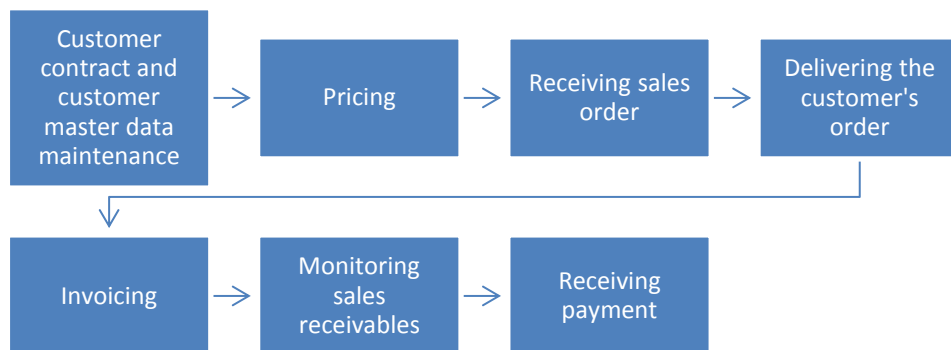 Customer
contract and
customer
master data
maintenance
Pricing
Receiving sales
order
Delivering the
customer's
order
Invoicing
Monitoring
sales
receivables
Receiving
payment